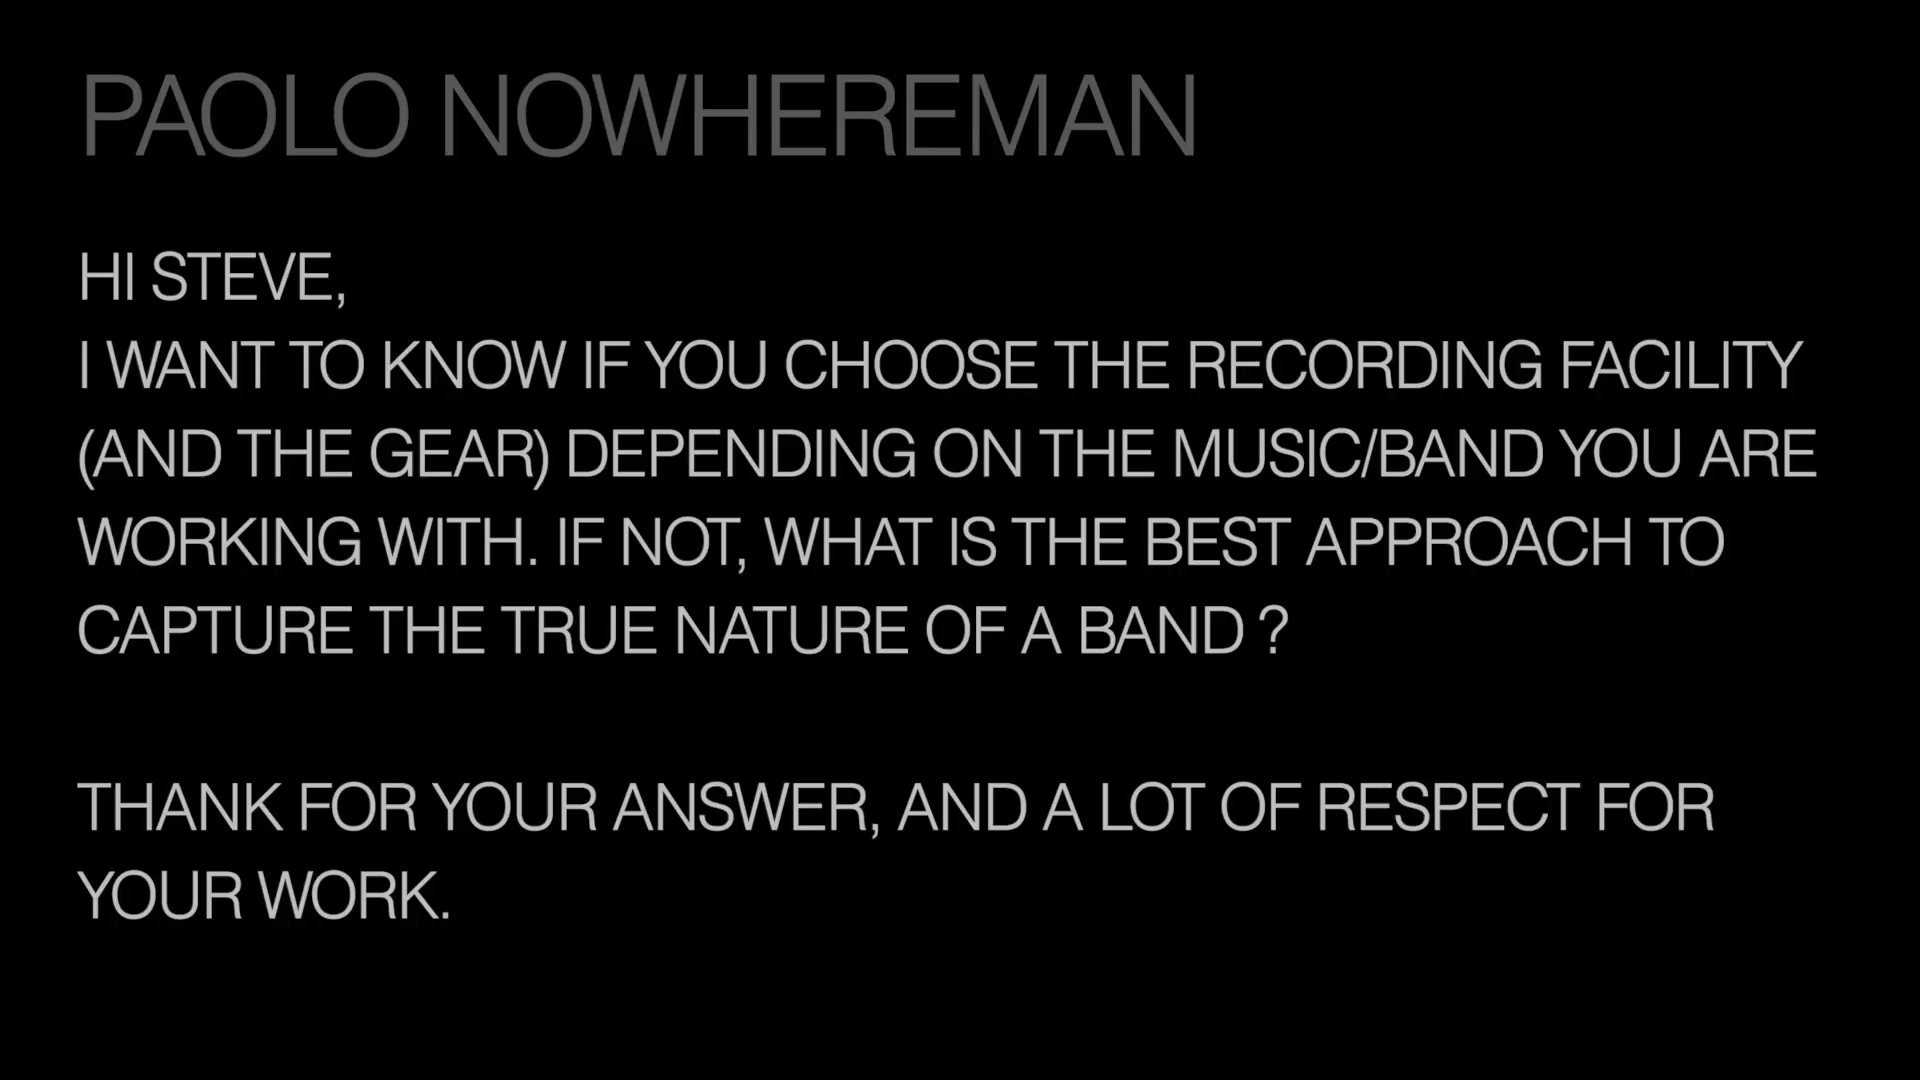 PAOLO NOWHEREMAN
HI STEVE,
I WANT TO KNOW IF YOU CHOOSE THE RECORDING FACILITY
(AND THE GEAR) DEPENDING ON THE MUSIC/BAND YOU ARE
WORKING WITH. IF NOT, WHAT IS THE BEST APPROACH TO
CAPTURE THE TRUE NATURE OF A BAND ?
THANK FOR YOUR ANSWER, AND A LOT OF RESPECT FOR
YOUR WORK.